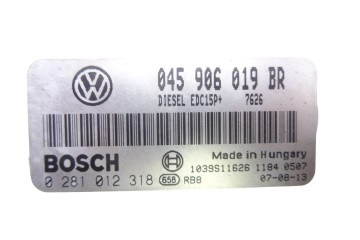 045 906 019 BR
DIESEL EDC15P+ 7626
BOSCH
Made in Hungary
1039S11626 1184 0507
0 281 012 318 656 RB8 07-08-13